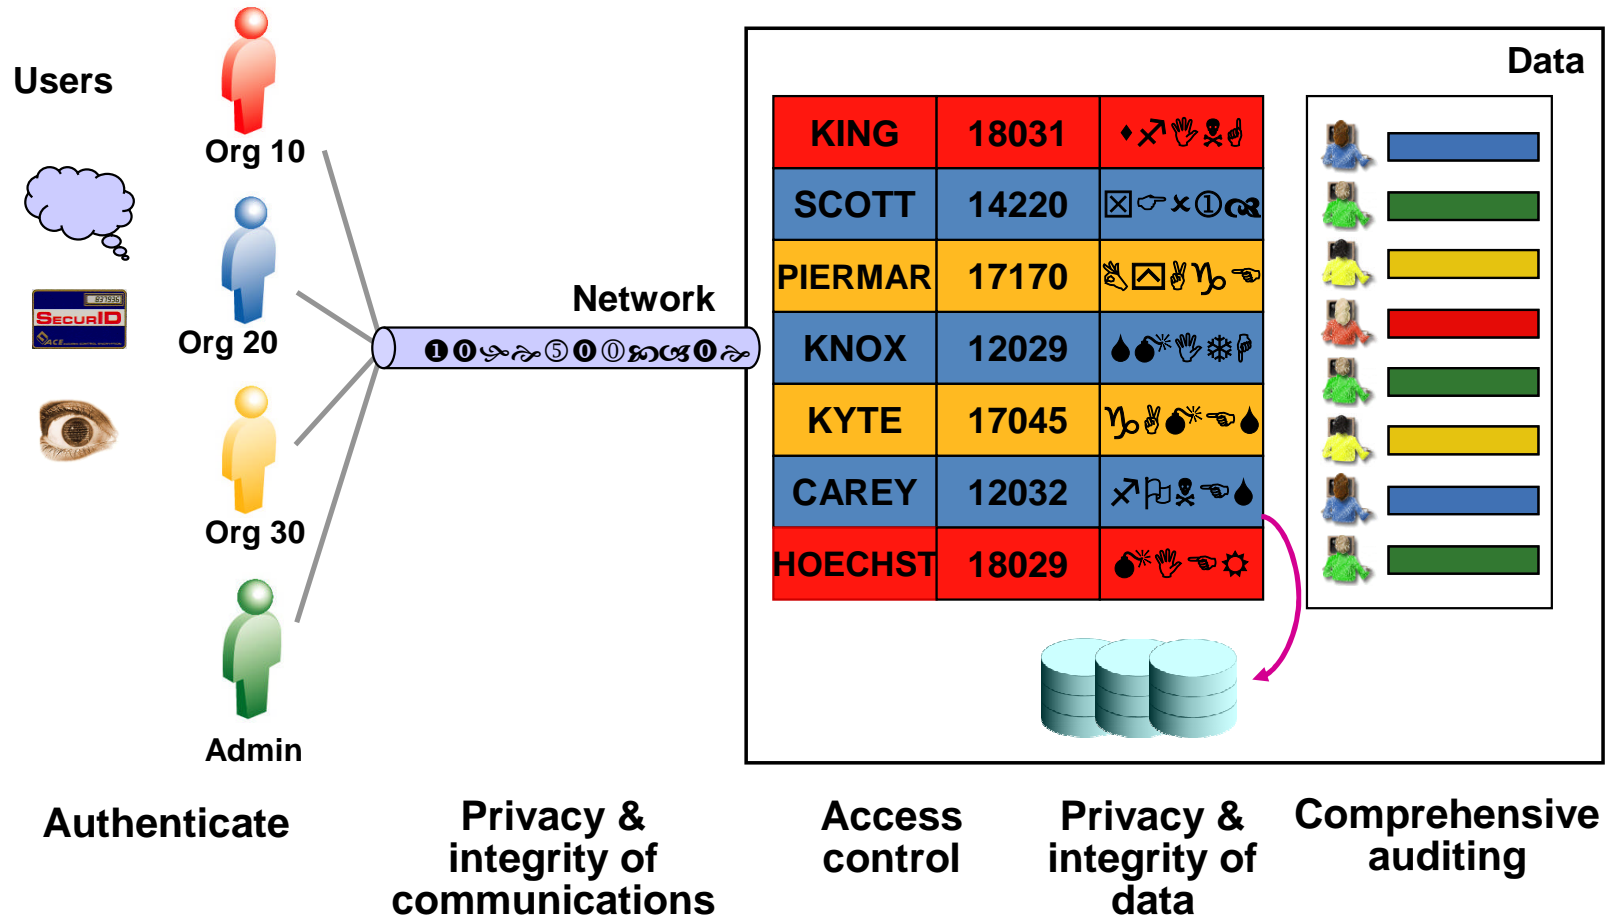 Users
Data
Org 10
Org 20
Org 30
Admin
837936
SECURID
ACE
Network
KING 18031
SCOTT 14220
PIERMAR 17170
KNOX 12029
KYTE 17045
CAREY 12032
HOECHST 18029
Authenticate
Privacy &
integrity of
communications
Access
control
Privacy &
integrity of
data
Comprehensive
auditing